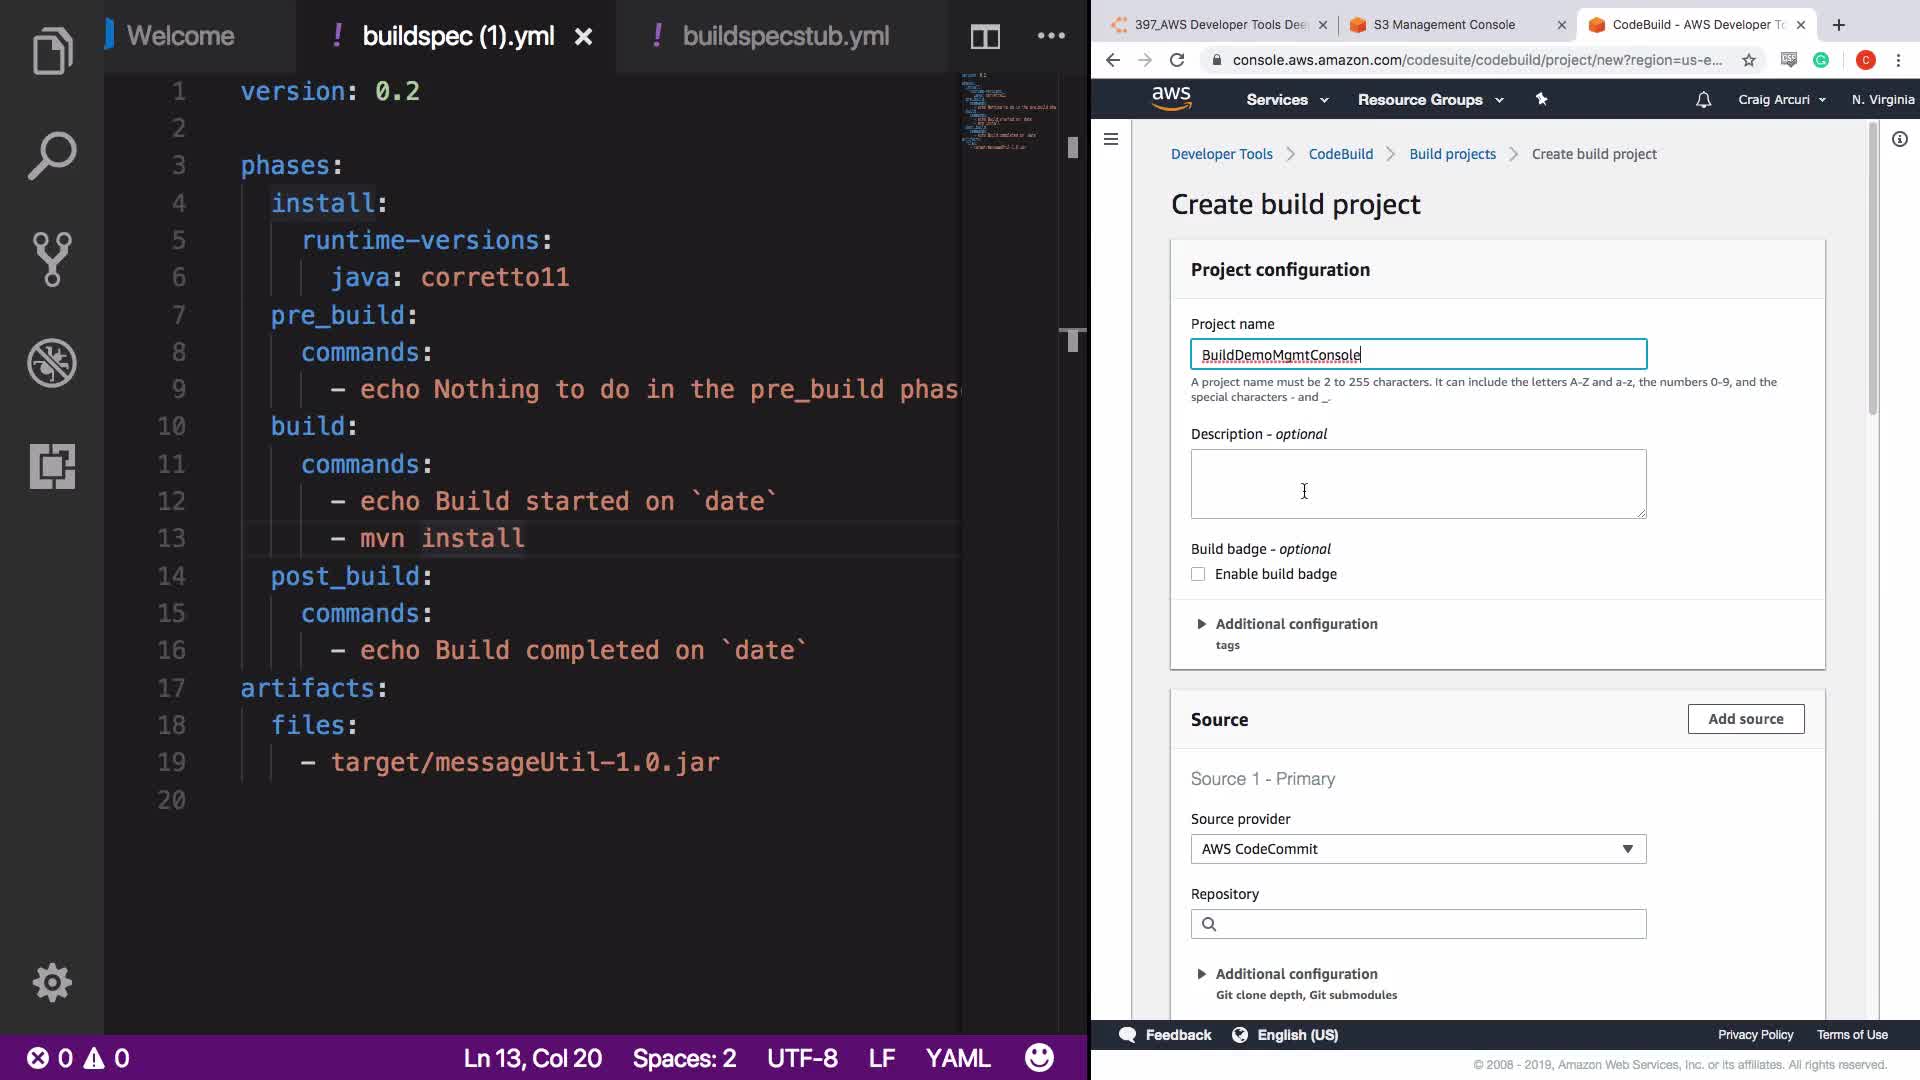 Welcome
! buildspec (1).yml ×
! buildspecstub.yml
1 version: 0.2
2
3 phases:
4 install:
5 runtime-versions:
6 java: corretto11
7 pre_build:
8 commands:
9 - echo Nothing to do in the pre_build phas
10 build:
11 commands:
12 - echo Build started on `date`
13 - mvn install
14 post_build:
15 commands:
16 - echo Build completed on `date`
17 artifacts:
18 files:
19 - target/messageUtil-1.0.jar
20
0 0
Ln 13, Col 20 Spaces: 2 UTF-8 LF YAML
397_AWS Developer Tools Dee
S3 Management Console
CodeBuild - AWS Developer To
console.aws.amazon.com/codesuite/codebuild/project/new?region=us-e...
aws Services Resource Groups Craig Arcuri N. Virginia
Developer Tools > CodeBuild > Build projects > Create build project
Create build project
Project configuration
Project name
BuildDemoMgmtConsole
A project name must be 2 to 255 characters. It can include the letters A-Z and a-z, the numbers 0-9, and the
special characters - and _.
Description - optional
Build badge - optional
Enable build badge
Additional configuration
tags
Source
Add source
Source 1 - Primary
Source provider
AWS CodeCommit
Repository
Additional configuration
Git clone depth, Git submodules
Feedback English (US) Privacy Policy Terms of Use
© 2008 - 2019, Amazon Web Services, Inc. or its affiliates. All rights reserved.